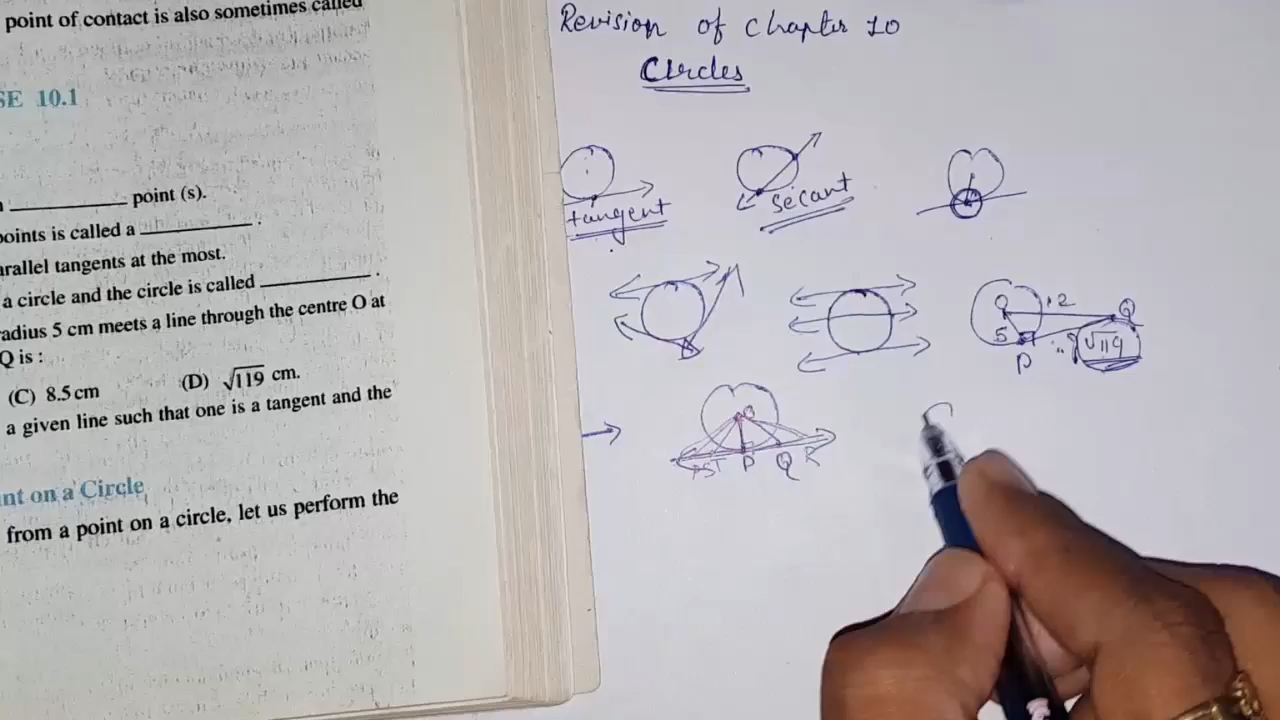 point of contact is also sometimes called
SE 10.1
point (s).
points is called a
arallel tangents at the most.
a circle and the circle is called
radius 5 cm meets a line through the centre O at
Q is :
(C) 8.5 cm (D) √119 cm.
a given line such that one is a tangent and the
nt on a Circle
from a point on a circle, let us perform the
Revision of Chapter 10
Circles
tangent
secant
O 12 Q
5
P √119
O
S T P Q R